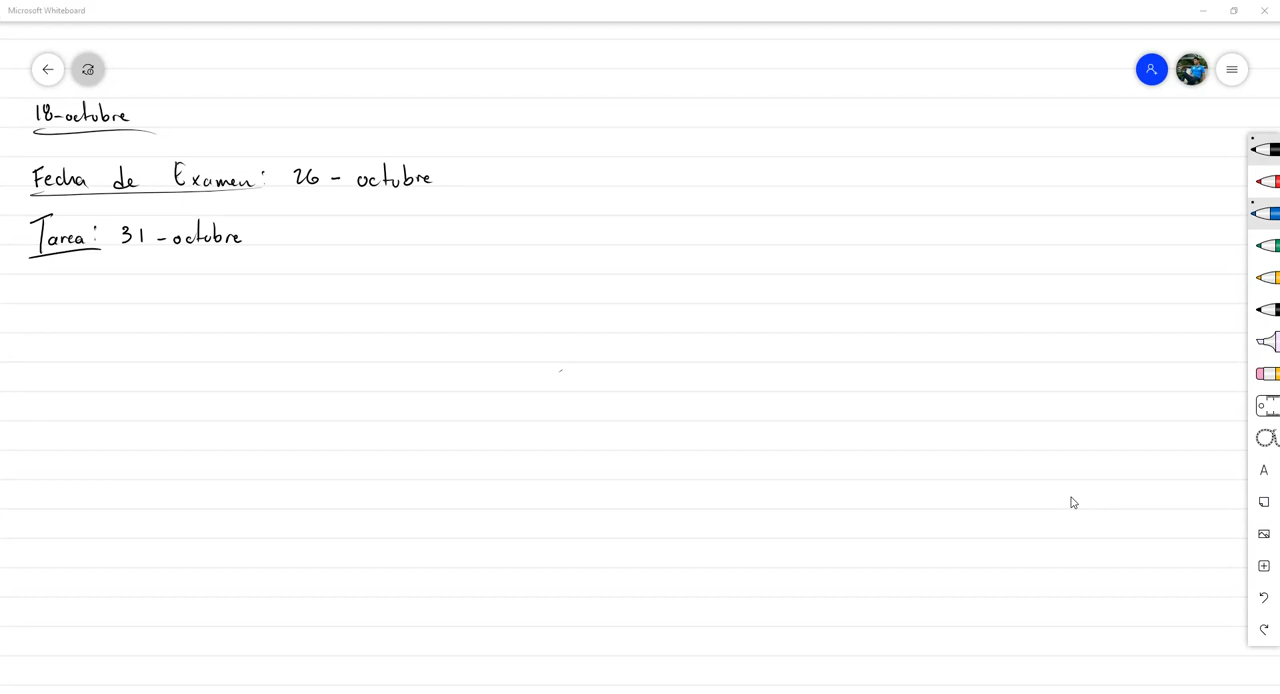 Microsoft Whiteboard
18-octubre
Fecha de Examen: 26 - octubre
Tarea: 31 - octubre
A